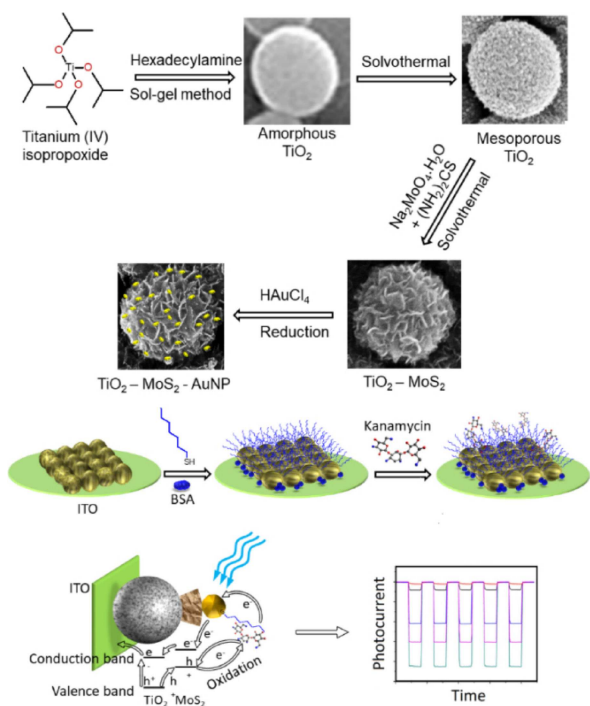 Hexadecylamine
Sol-gel method
Solvothermal
Ti
O
O
O
O
Titanium (IV)
isopropoxide
Amorphous
TiO2
Mesoporous
TiO2
Na2MoO4.H2O
+ (NH2)2CS
Solvothermal
HAuCl4
Reduction
TiO2 – MoS2 - AuNP
TiO2 – MoS2
SH
BSA
Kanamycin
ITO
ITO
e-
e-
e-
e
e-
h
+
h+
h
Oxidation
Conduction band
Valence band
TiO2 +MoS2
Photocurrent
Time